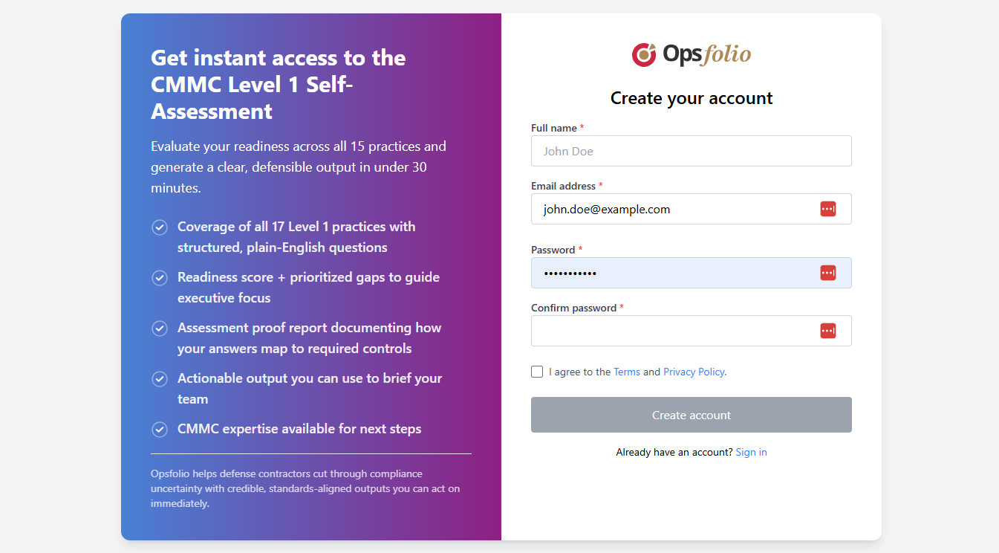 Get instant access to the
CMMC Level 1 Self-
Assessment
Evaluate your readiness across all 15 practices and
generate a clear, defensible output in under 30
minutes.
Coverage of all 17 Level 1 practices with
structured, plain-English questions
Readiness score + prioritized gaps to guide
executive focus
Assessment proof report documenting how
your answers map to required controls
Actionable output you can use to brief your
team
CMMC expertise available for next steps
Opsfolio helps defense contractors cut through compliance
uncertainty with credible, standards-aligned outputs you can act on
immediately.
Opsfolio
Create your account
Full name *
John Doe
Email address *
john.doe@example.com
Password *
•••••••••••
Confirm password *
I agree to the Terms and Privacy Policy.
Create account
Already have an account? Sign in